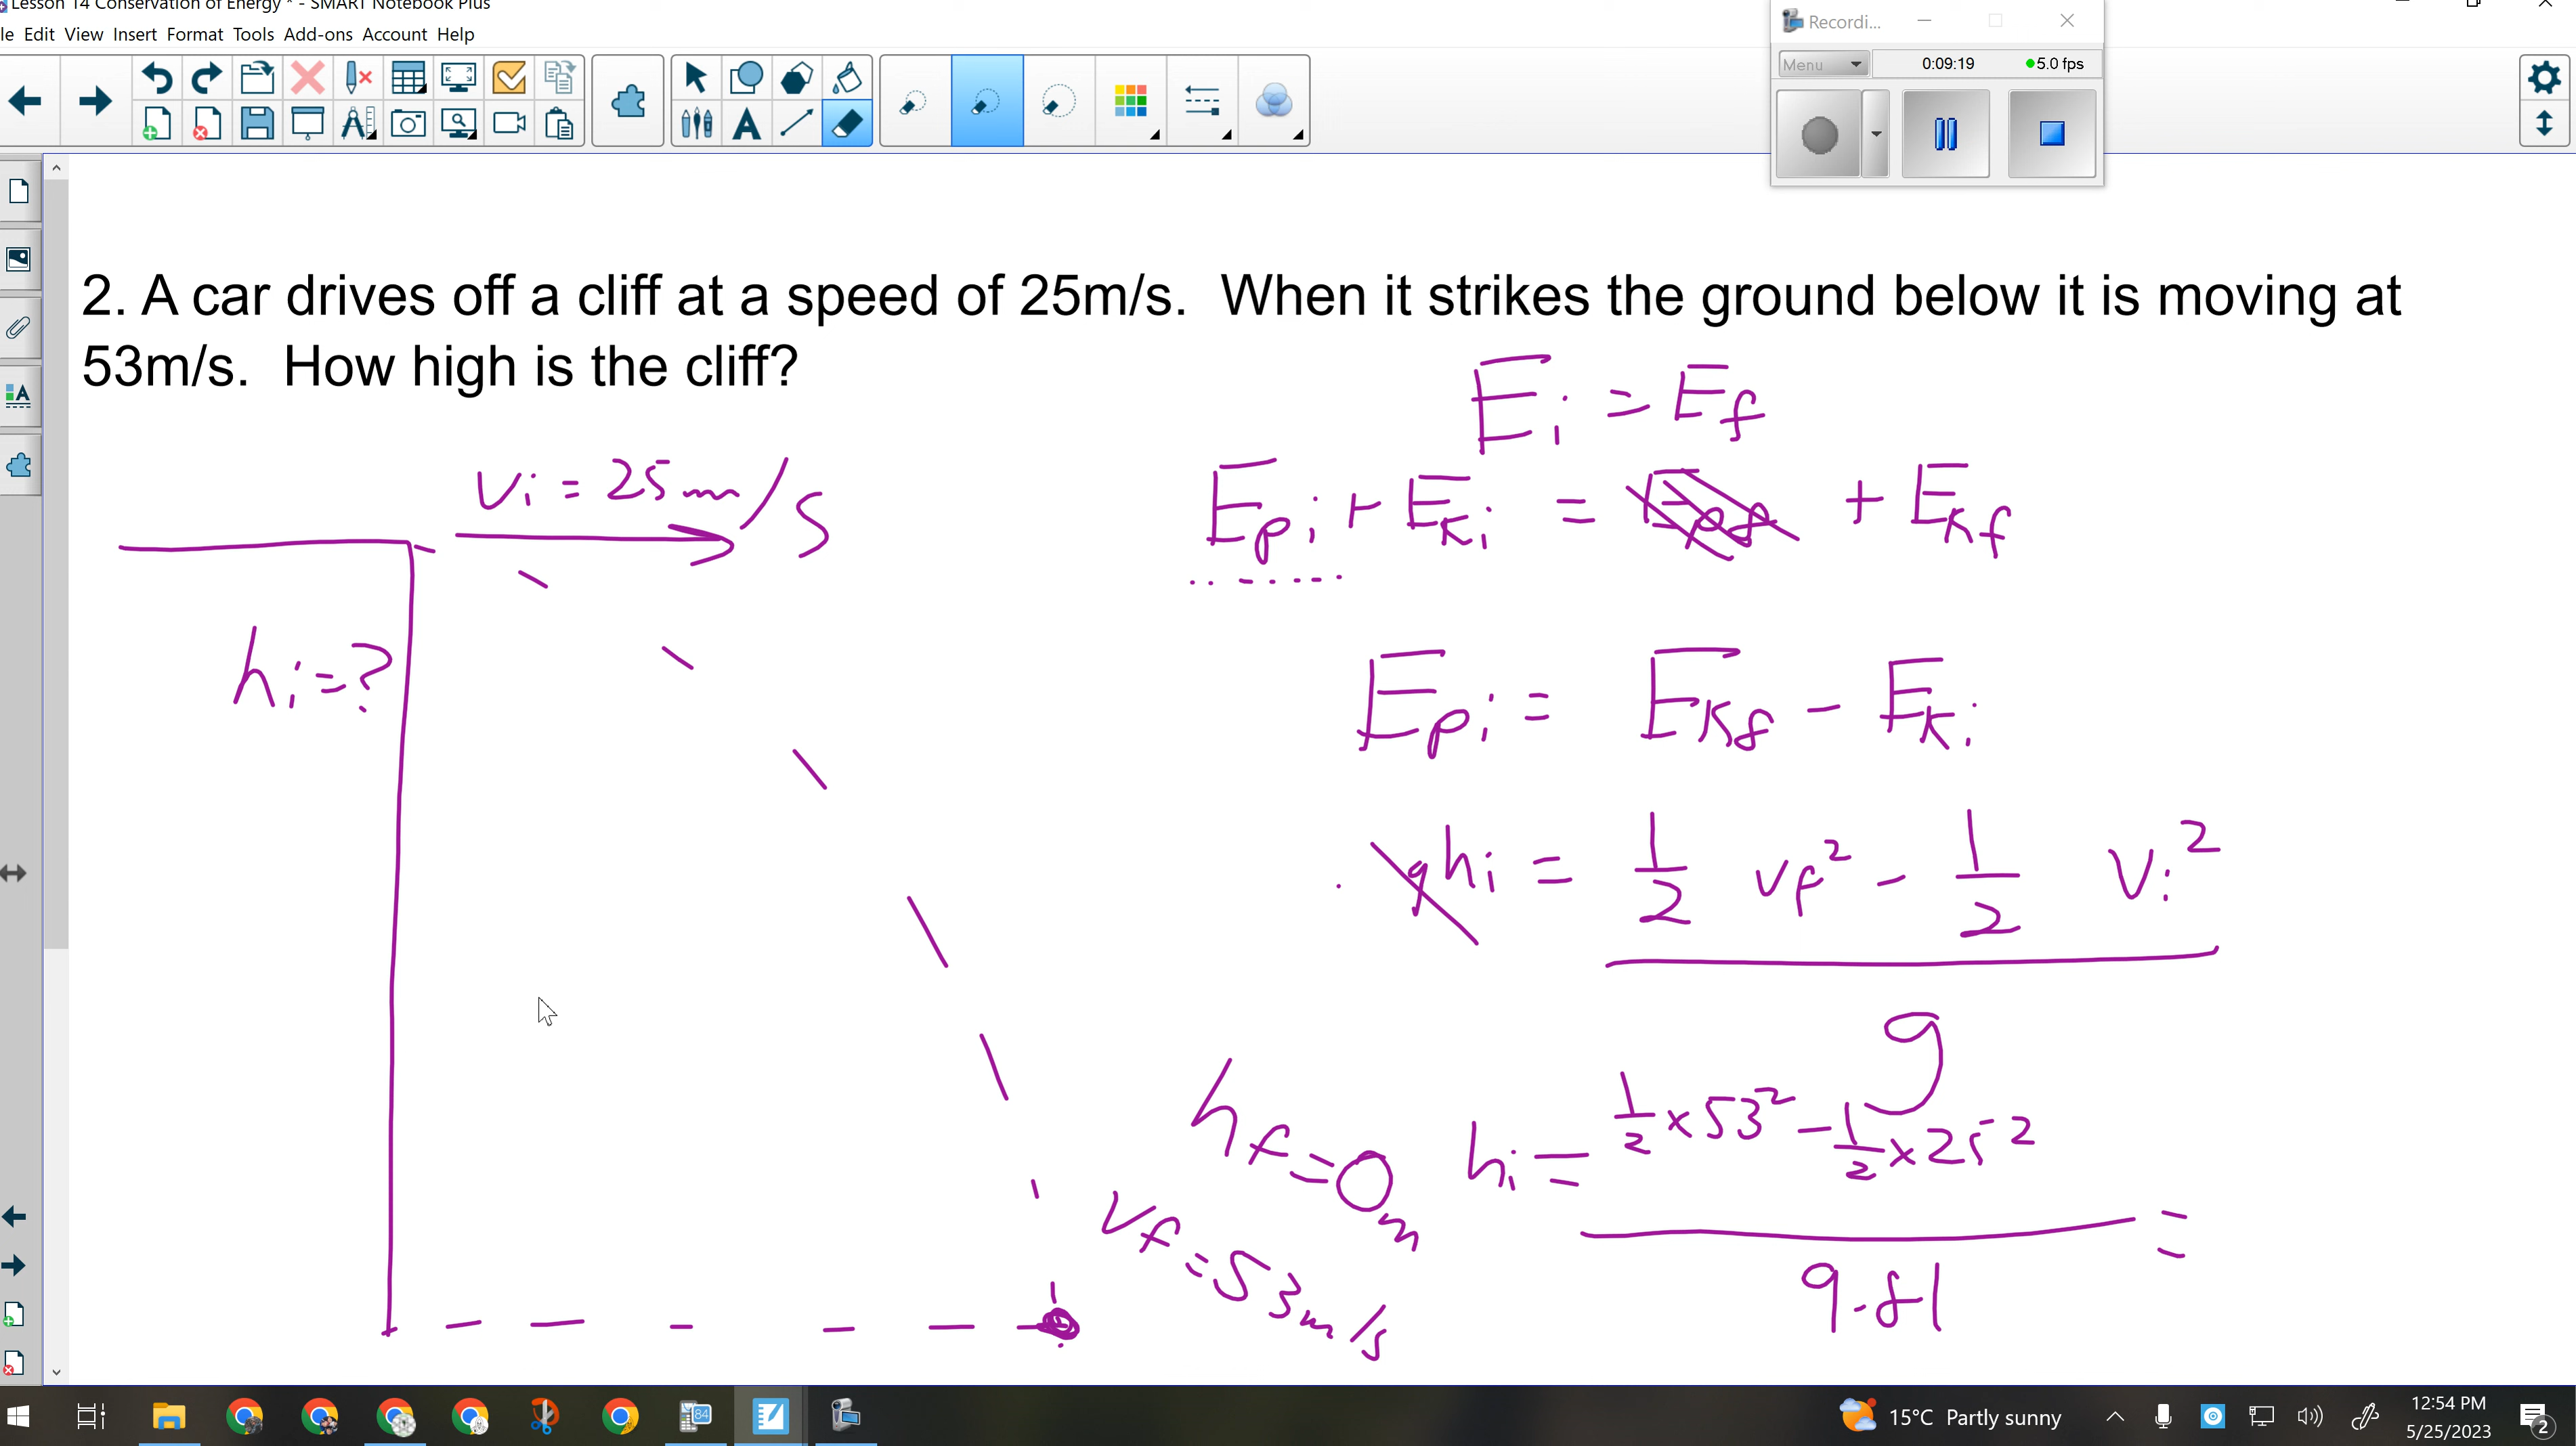 Lesson 14 Conservation of Energy * - SMART Notebook Plus
le Edit View Insert Format Tools Add-ons Account Help
Recordi...
Menu 0:09:19 5.0 fps
2. A car drives off a cliff at a speed of 25m/s. When it strikes the ground below it is moving at
53m/s. How high is the cliff?
Ei = Ef
vi = 25 m/s
Epi + Eki = Epf + Ekf
hi = ?
Epi = Ekf - Eki
ghi = 1/2 vf² - 1/2 vi²
g
hf = 0m
hi = 1/2 x 53² - 1/2 x 25² =
9.81
vf = 53 m/s
84
15°C Partly sunny
12:54 PM
5/25/2023
2